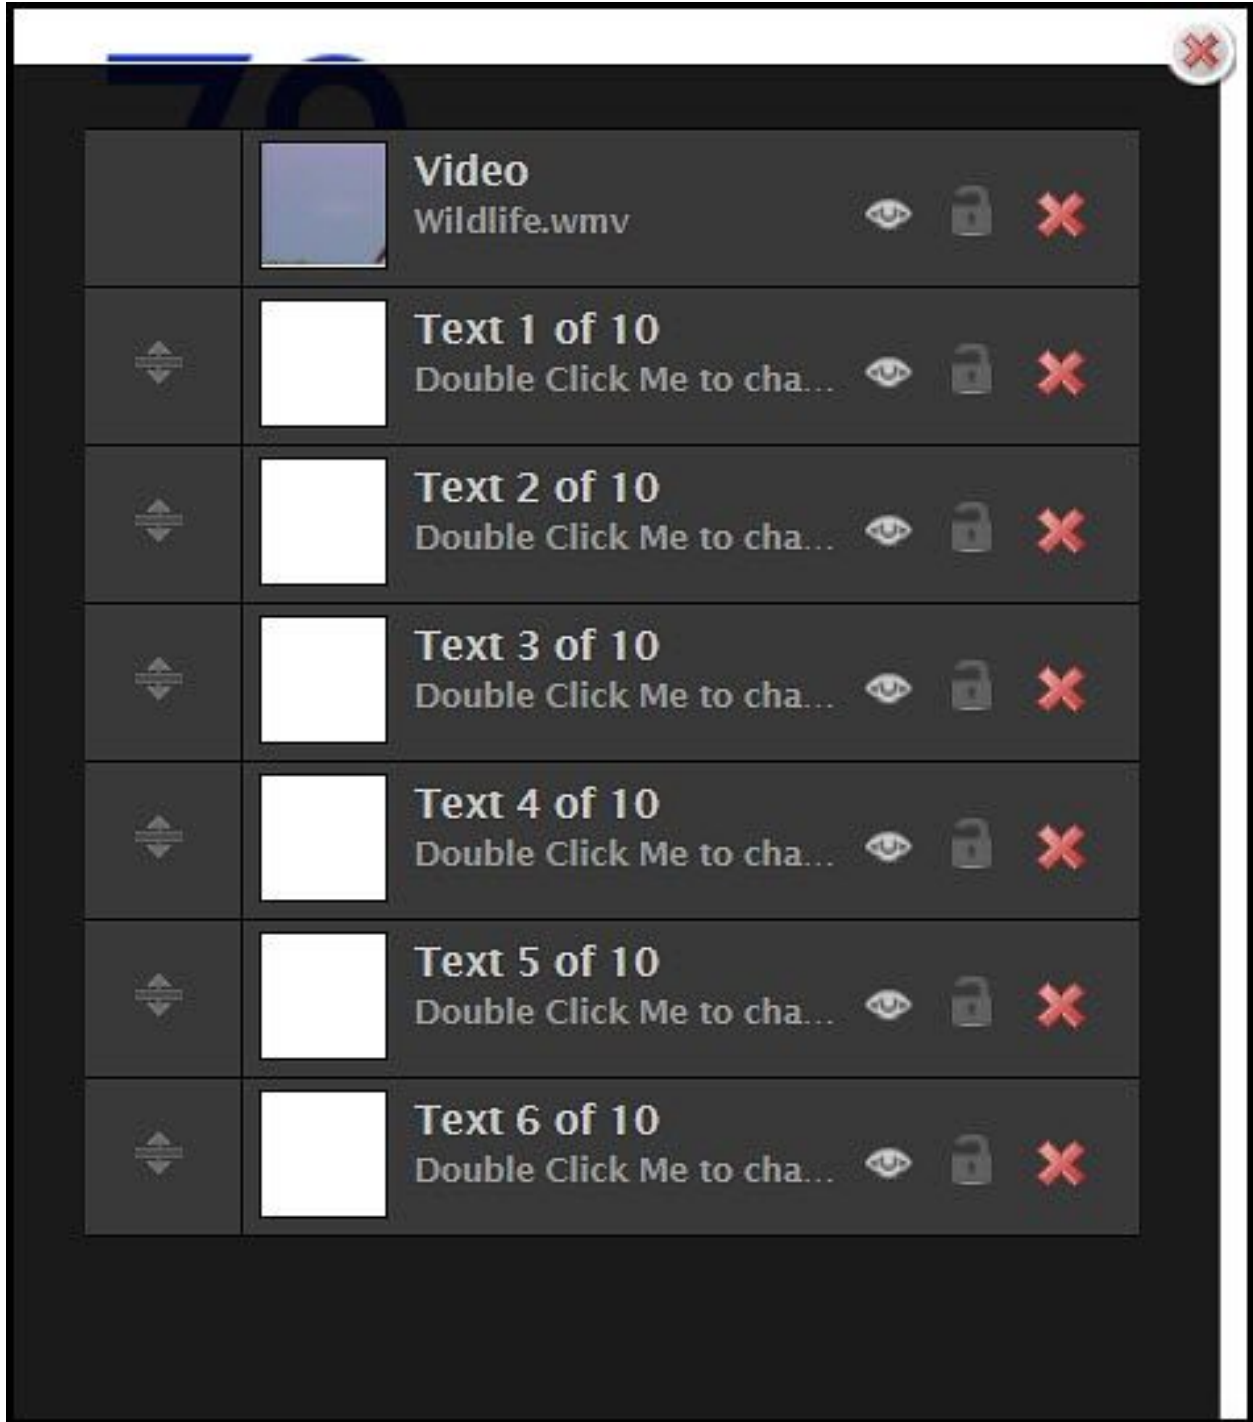 Video
Wildlife.wmv
Text 1 of 10
Double Click Me to cha...
Text 2 of 10
Double Click Me to cha...
Text 3 of 10
Double Click Me to cha...
Text 4 of 10
Double Click Me to cha...
Text 5 of 10
Double Click Me to cha...
Text 6 of 10
Double Click Me to cha...